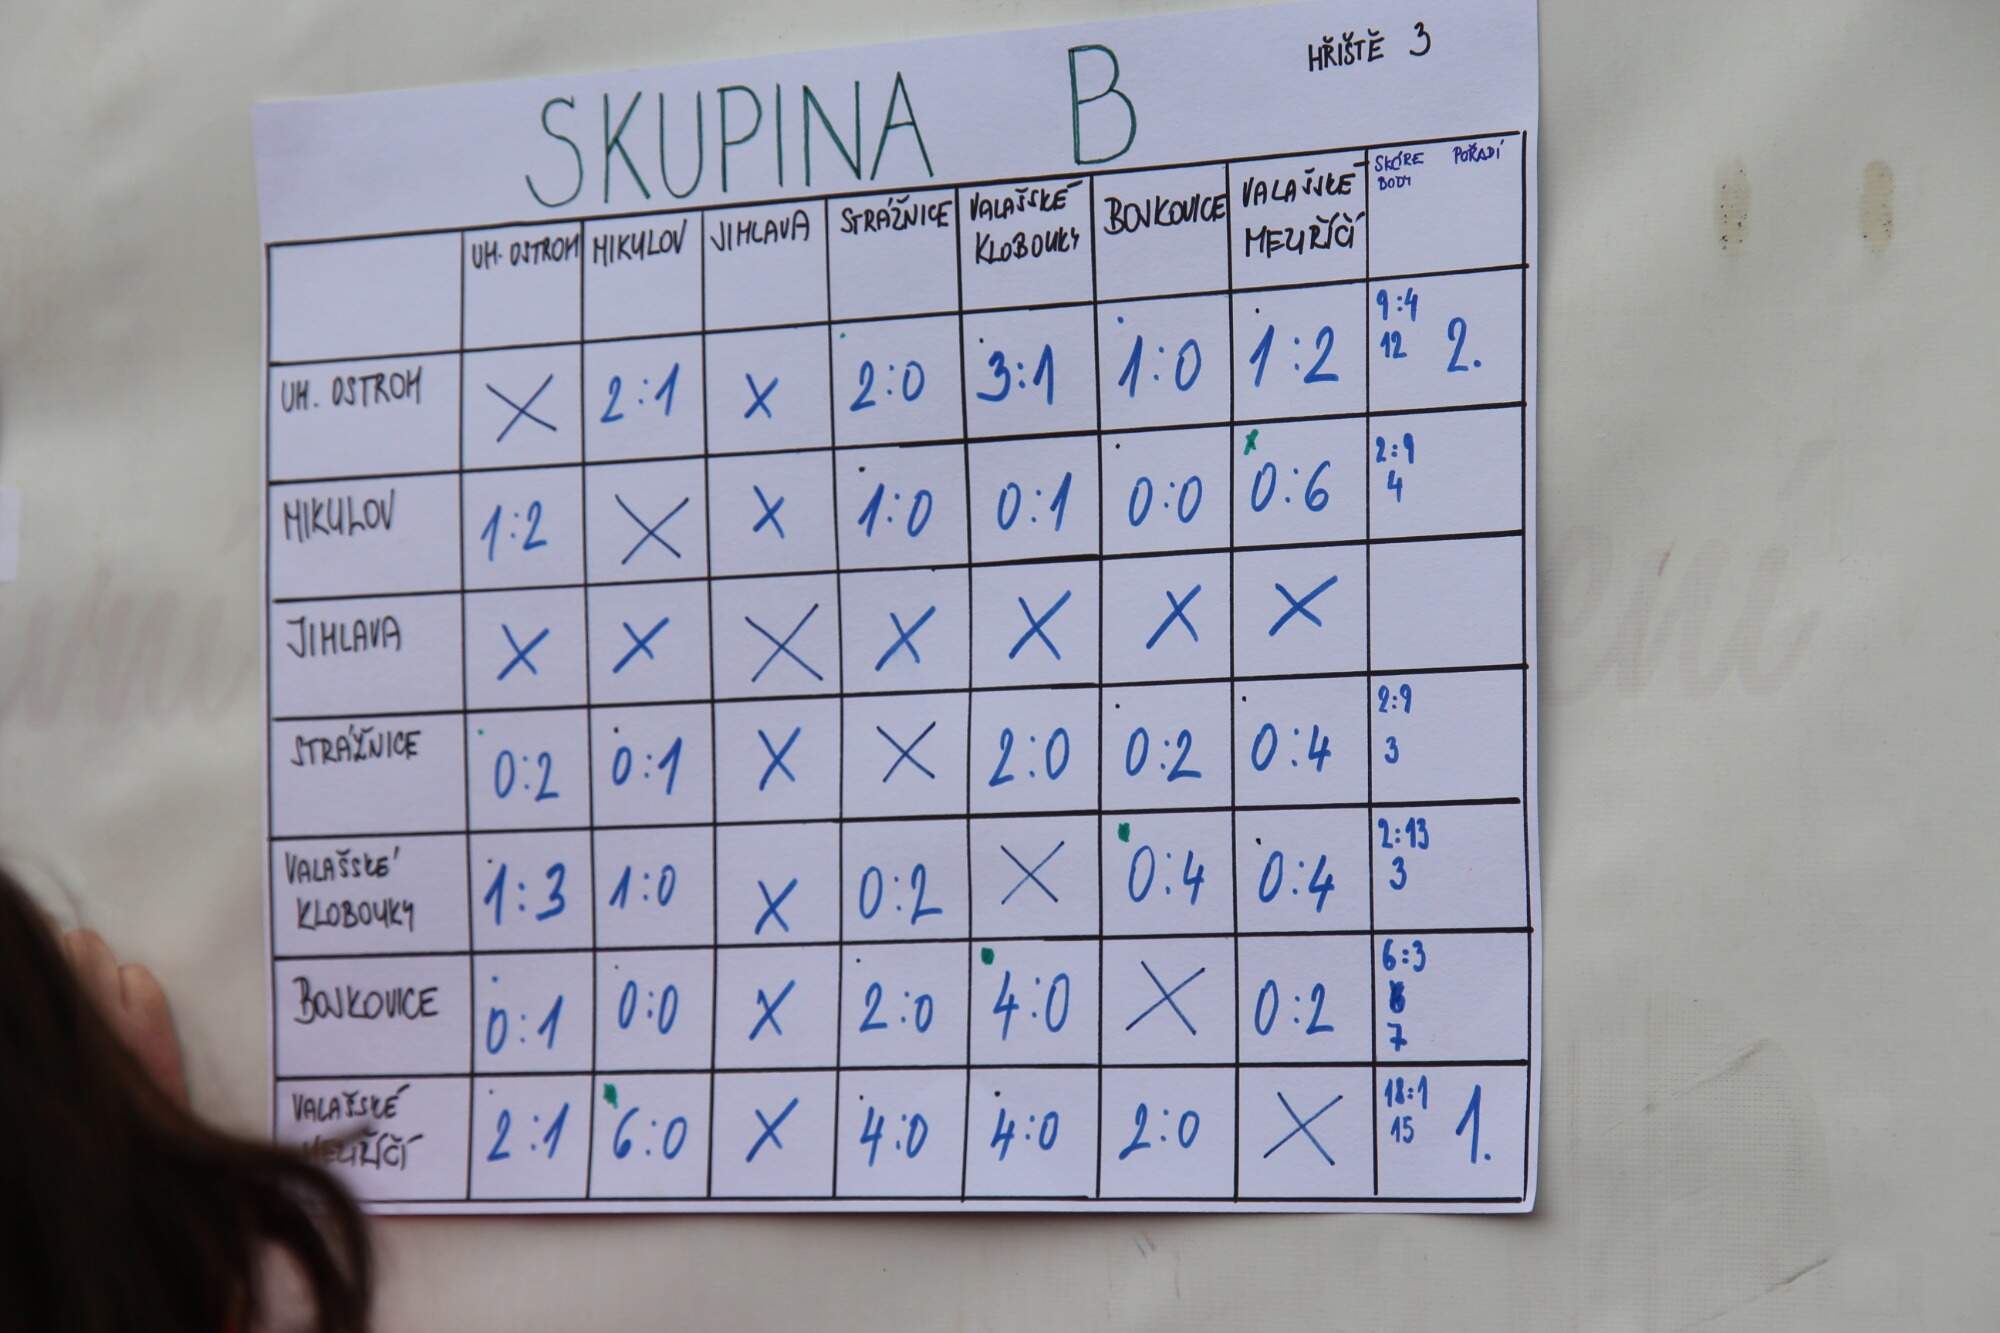 SKUPINA B
HŘIŠTĚ 3
UH. OSTROH MIKULOV JIHLAVA STRÁŽNICE VALAŠSKÉ KLOBOUKY BOJKOVICE VALAŠSKÉ MEZIŘÍČÍ SKÓRE BODY POŘADÍ
UH. OSTROH X 2:1 X 2:0 3:1 1:0 1:2 9:4 12 2.
MIKULOV 1:2 X X 1:0 0:1 0:0 0:6 2:9 4
JIHLAVA X X X X X X X
STRÁŽNICE 0:2 0:1 X X 2:0 0:2 0:4 2:9 3
VALAŠSKÉ KLOBOUKY 1:3 1:0 X 0:2 X 0:4 0:4 2:13 3
BOJKOVICE 0:1 0:0 X 2:0 4:0 X 0:2 6:3 7
VALAŠSKÉ MEZIŘÍČÍ 2:1 6:0 X 4:0 4:0 2:0 X 18:1 15 1.